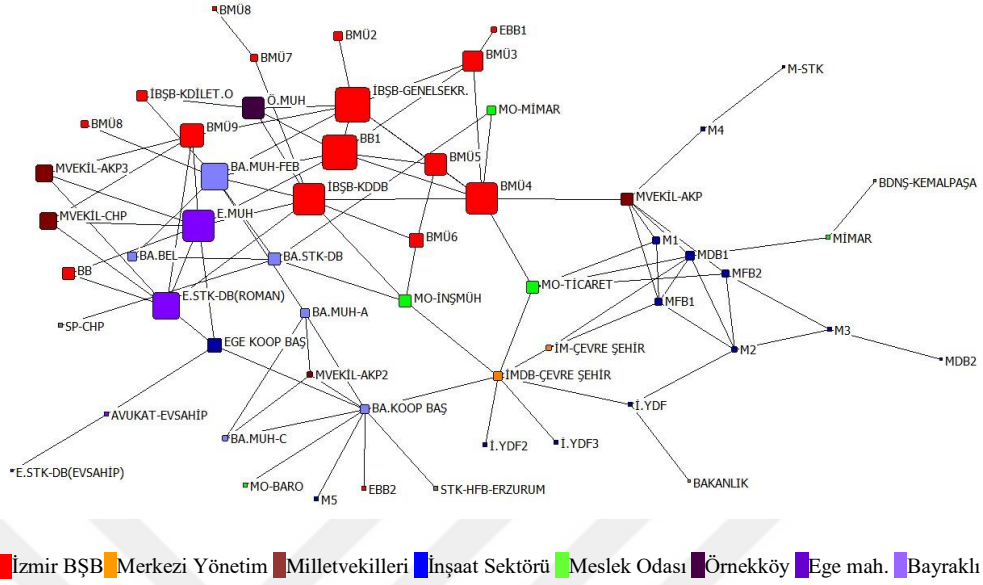 BMÜ8
EBB1
BMÜ2
BMÜ7
BMÜ3
İBŞB-GENELSEKR.
M-STK
İBŞB-KDİLET.O
Ö.MUH
MO-MİMAR
BMÜ8
BMÜ9
M4
BB1
BMÜ5
MVEKİL-AKP3
BA.MUH-FEB
BDNŞ-KEMALPAŞA
İBŞB-KDDB
BMÜ4
MVEKİL-AKP
MVEKİL-CHP
E.MUH
BMÜ6
M1
MİMAR
BA.BEL
BA.STK-DB
MDB1
BB
MFB2
MO-TİCARET
E.STK-DB(ROMAN)
MO-İNŞMÜH
MFB1
SP-CHP
BA.MUH-A
M3
EGE KOOP BAŞ
İM-ÇEVRE ŞEHİR
M2
MDB2
MVEKİL-AKP2
İMDB-ÇEVRE ŞEHİR
AVUKAT-EVSAHİP
BA.KOOP BAŞ
İ.YDF
BA.MUH-C
İ.YDF2
İ.YDF3
E.STK-DB(EVSAHİP)
MO-BARO
EBB2
STK-HFB-ERZURUM
BAKANLIK
M5
İzmir BŞB Merkezi Yönetim Milletvekilleri İnşaat Sektörü Meslek Odası Örnekköy Ege mah. Bayraklı